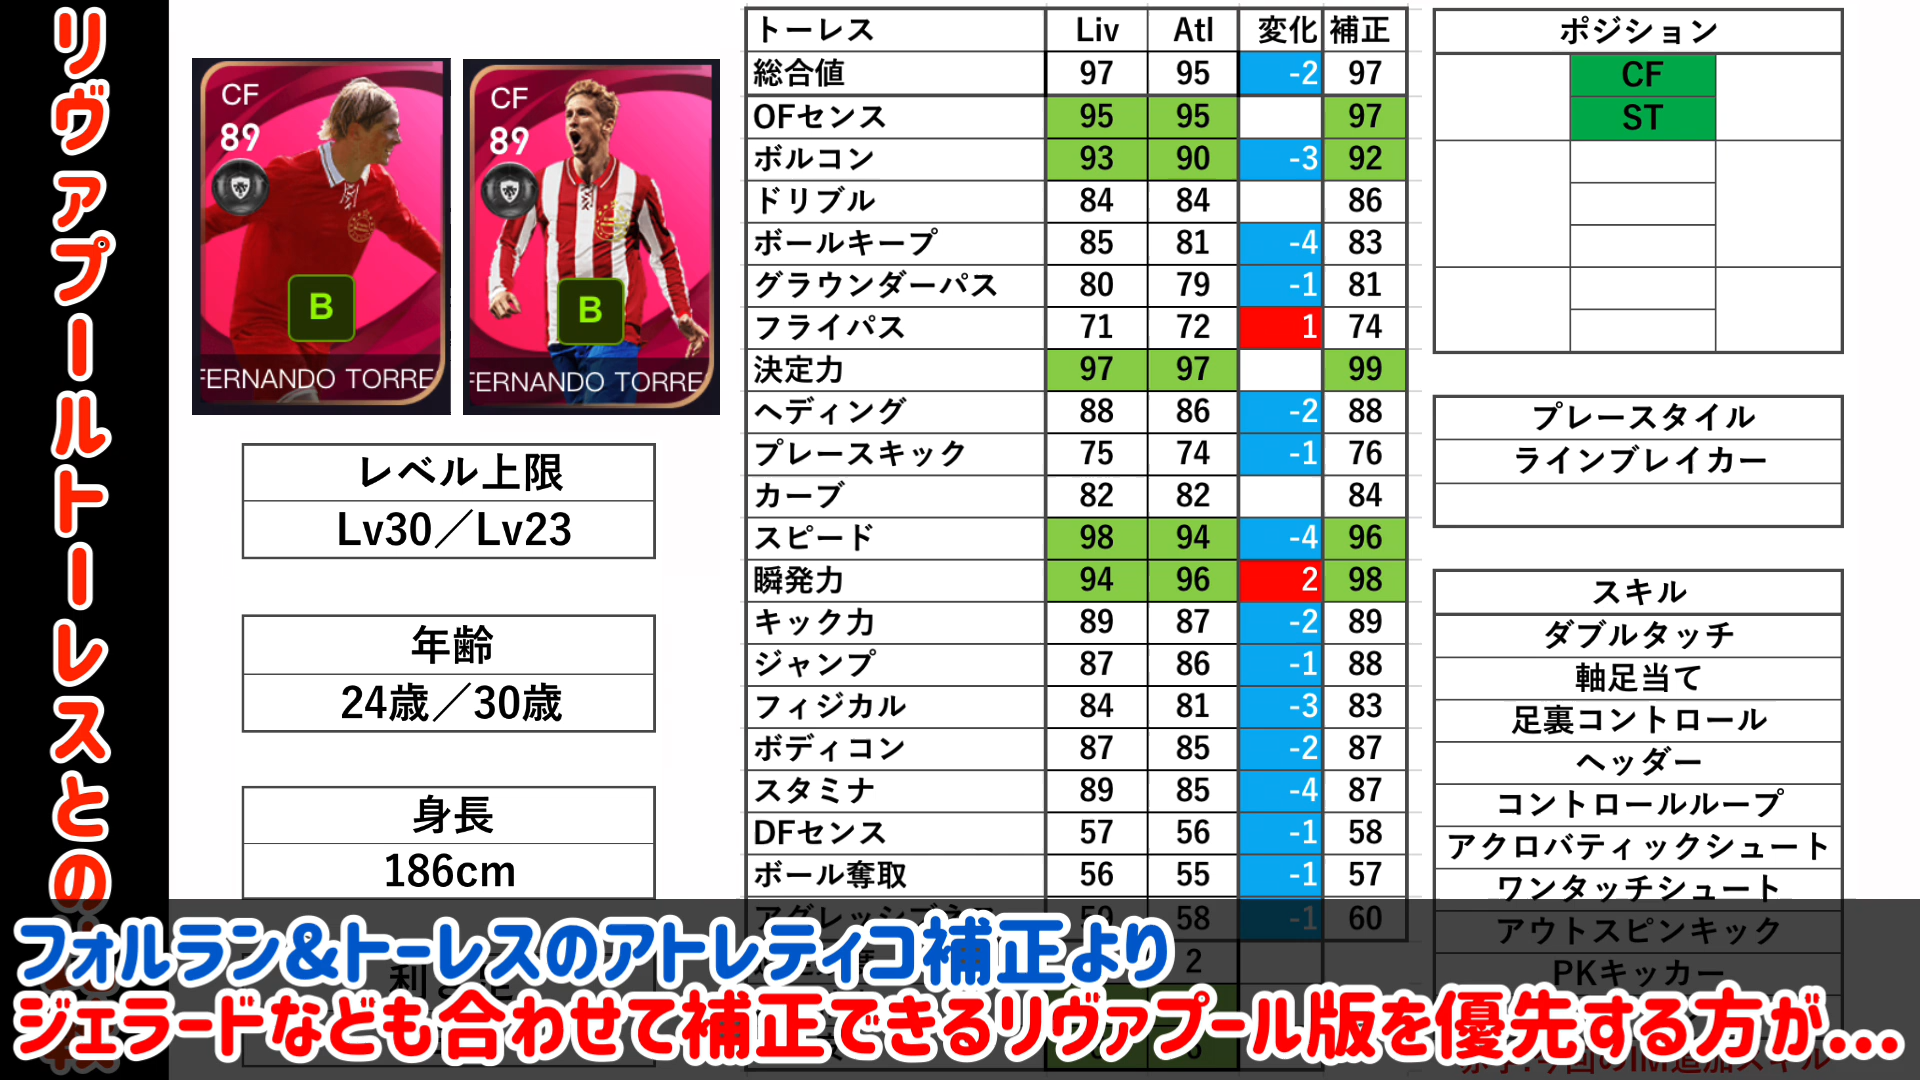 リヴァプールトーレスとの
CF
89
B
FERNANDO TORRE
CF
89
B
FERNANDO TORRE
レベル上限
Lv30／Lv23
年齢
24歳／30歳
身長
186cm
トーレス Liv Atl 変化 補正
総合値 97 95 -2 97
OFセンス 95 95 97
ボルコン 93 90 -3 92
ドリブル 84 84 86
ボールキープ 85 81 -4 83
グラウンダーパス 80 79 -1 81
フライパス 71 72 1 74
決定力 97 97 99
ヘディング 88 86 -2 88
プレースキック 75 74 -1 76
カーブ 82 82 84
スピード 98 94 -4 96
瞬発力 94 96 2 98
キック力 89 87 -2 89
ジャンプ 87 86 -1 88
フィジカル 84 81 -3 83
ボディコン 87 85 -2 87
スタミナ 89 85 -4 87
DFセンス 57 56 -1 58
ボール奪取 56 55 -1 57
59 58 -1 60
2
ポジション
CF
ST
プレースタイル
ラインブレイカー
スキル
ダブルタッチ
軸足当て
足裏コントロール
ヘッダー
コントロールループ
アクロバティックシュート
ワンタッチシュート
アウトスピンキック
PKキッカー
フォルラン&トーレスのアトレティコ補正より
ジェラードなども合わせて補正できるリヴァプール版を優先する方が...